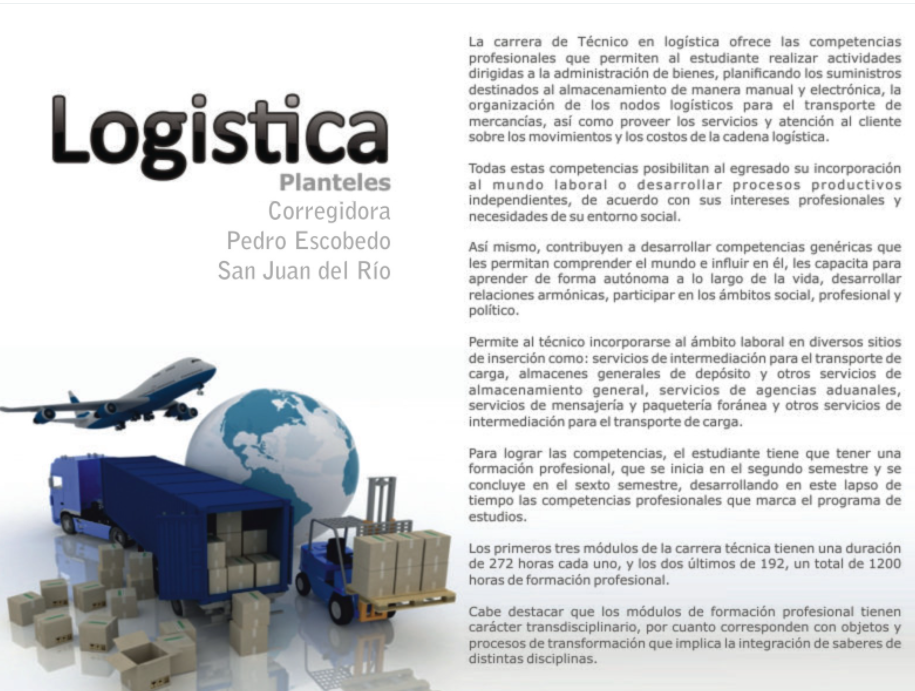 Logistica
Planteles
Corregidora
Pedro Escobedo
San Juan del Río
La carrera de Técnico en logística ofrece las competencias
profesionales que permiten al estudiante realizar actividades
dirigidas a la administración de bienes, planificando los suministros
destinados al almacenamiento de manera manual y electrónica, la
organización de los nodos logísticos para el transporte de
mercancías, así como proveer los servicios y atención al cliente
sobre los movimientos y los costos de la cadena logística.
Todas estas competencias posibilitan al egresado su incorporación
al mundo laboral o desarrollar procesos productivos
independientes, de acuerdo con sus intereses profesionales y
necesidades de su entorno social.
Así mismo, contribuyen a desarrollar competencias genéricas que
les permitan comprender el mundo e influir en él, les capacita para
aprender de forma autónoma a lo largo de la vida, desarrollar
relaciones armónicas, participar en los ámbitos social, profesional y
político.
Permite al técnico incorporarse al ámbito laboral en diversos sitios
de inserción como: servicios de intermediación para el transporte de
carga, almacenes generales de depósito y otros servicios de
almacenamiento general, servicios de agencias aduanales,
servicios de mensajería y paquetería foránea y otros servicios de
intermediación para el transporte de carga.
Para lograr las competencias, el estudiante tiene que tener una
formación profesional, que se inicia en el segundo semestre y se
concluye en el sexto semestre, desarrollando en este lapso de
tiempo las competencias profesionales que marca el programa de
estudios.
Los primeros tres módulos de la carrera técnica tienen una duración
de 272 horas cada uno, y los dos últimos de 192, un total de 1200
horas de formación profesional.
Cabe destacar que los módulos de formación profesional tienen
carácter transdisciplinario, por cuanto corresponden con objetos y
procesos de transformación que implica la integración de saberes de
distintas disciplinas.